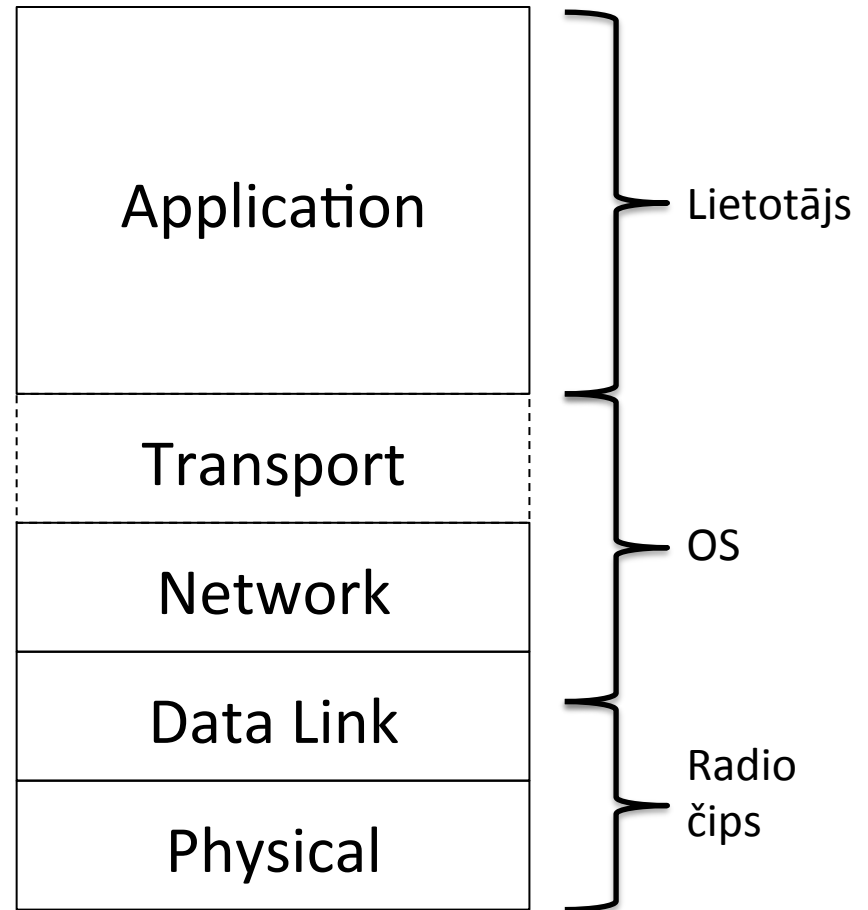 Application
Lietotājs
Transport
OS
Network
Data Link
Radio
čips
Physical